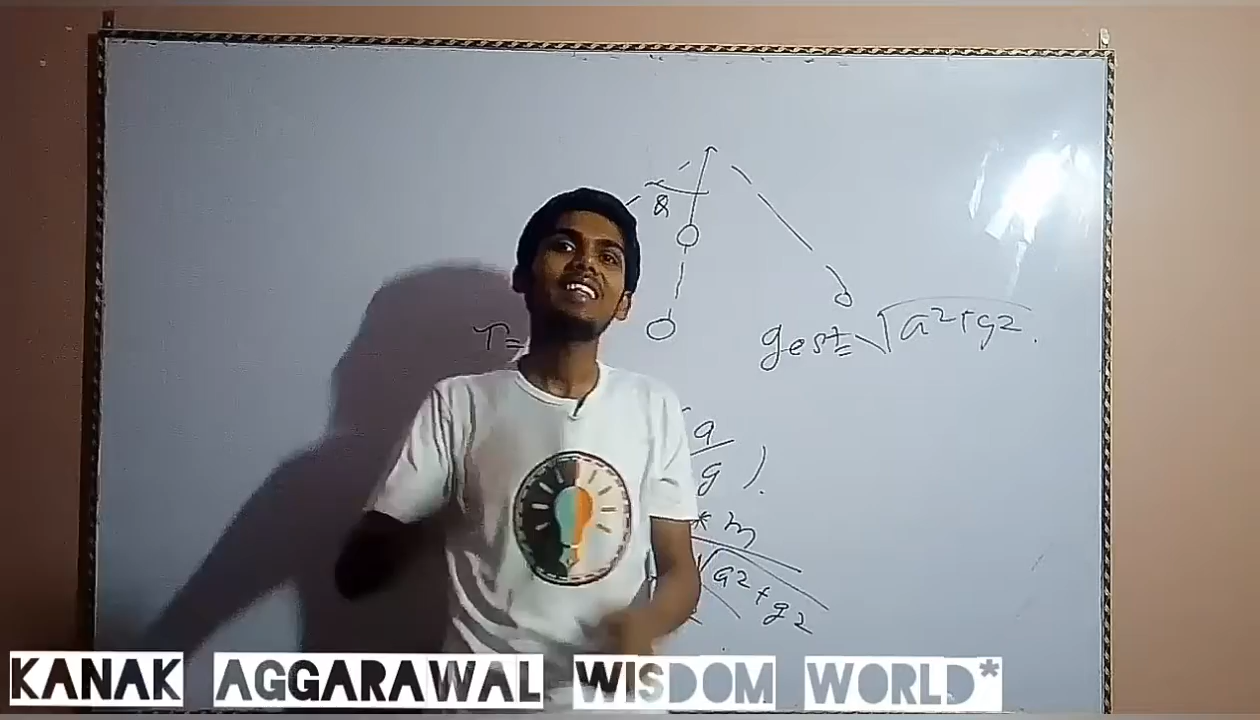 T=
geff=√a²+g²
a
g ).
* m
√a²+g²
KANAK AGGARAWAL WISDOM WORLD*